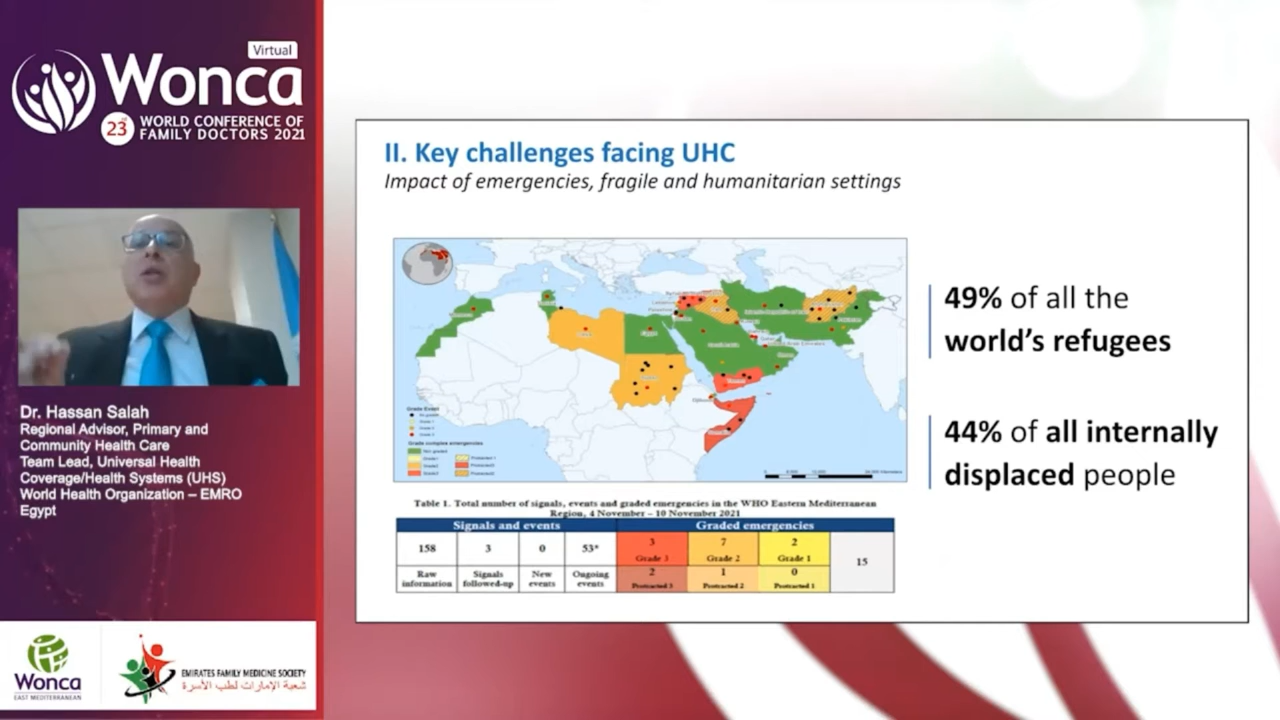 Virtual
Wonca
23rd WORLD CONFERENCE OF
FAMILY DOCTORS 2021
Dr. Hassan Salah
Regional Advisor, Primary and
Community Health Care
Team Lead, Universal Health
Coverage/Health Systems (UHS)
World Health Organization – EMRO
Egypt
Wonca
EAST MEDITERRANEAN
EMIRATES FAMILY MEDICINE SOCIETY
شعبة الإمارات لطب الأسرة
II. Key challenges facing UHC
Impact of emergencies, fragile and humanitarian settings
49% of all the
world’s refugees
44% of all internally
displaced people
Grade complex emergencies
Table 1. Total number of signals, events and graded emergencies in the WHO Eastern Mediterranean
Region, 4 November – 10 November 2021
Signals and events Graded emergencies
158 3 0 53* 3 7 2 15
Grade 3 Grade 2 Grade 1
Raw information Signals followed-up New events Ongoing events 2 1 0
Protracted 3 Protracted 2 Protracted 1